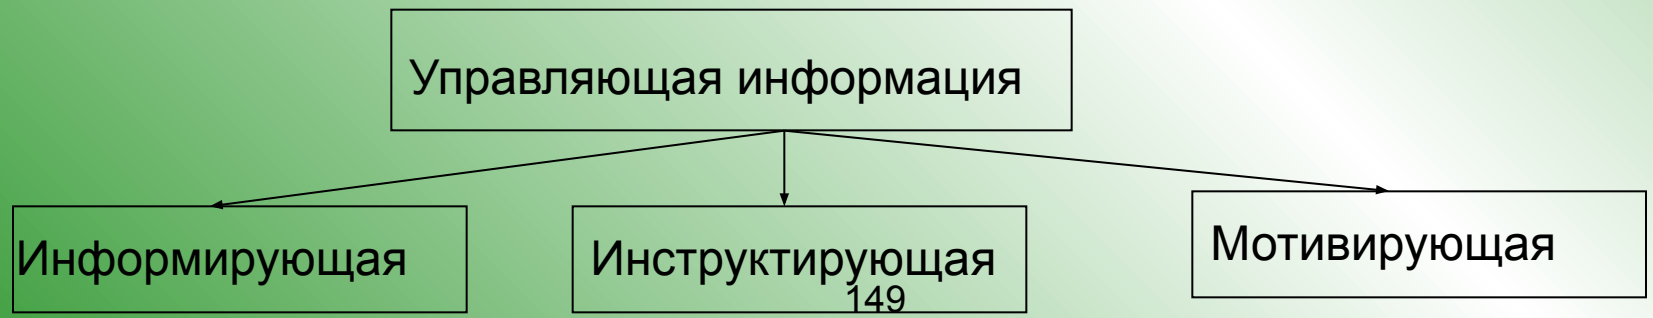 Управляющая информация
Информирующая
Инструктирующая
Мотивирующая
149